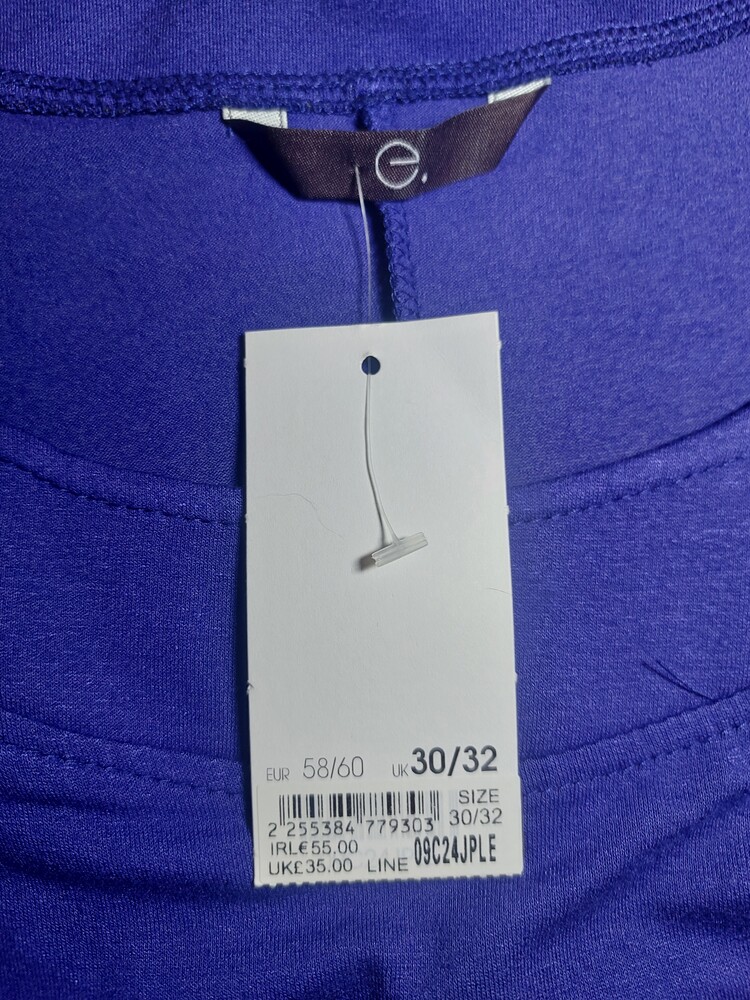 e.
EUR 58/60 UK 30/32
SIZE
2 255384 779303 30/32
IRL€55.00
UK£35.00 LINE 09C24JPLE